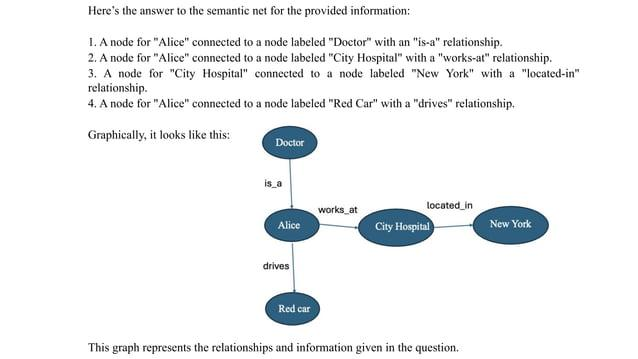 Here’s the answer to the semantic net for the provided information:
1. A node for "Alice" connected to a node labeled "Doctor" with an "is-a" relationship.
2. A node for "Alice" connected to a node labeled "City Hospital" with a "works-at" relationship.
3. A node for "City Hospital" connected to a node labeled "New York" with a "located-in"
relationship.
4. A node for "Alice" connected to a node labeled "Red Car" with a "drives" relationship.
Graphically, it looks like this:
Doctor
is_a
works_at
located_in
Alice
City Hospital
New York
drives
Red car
This graph represents the relationships and information given in the question.